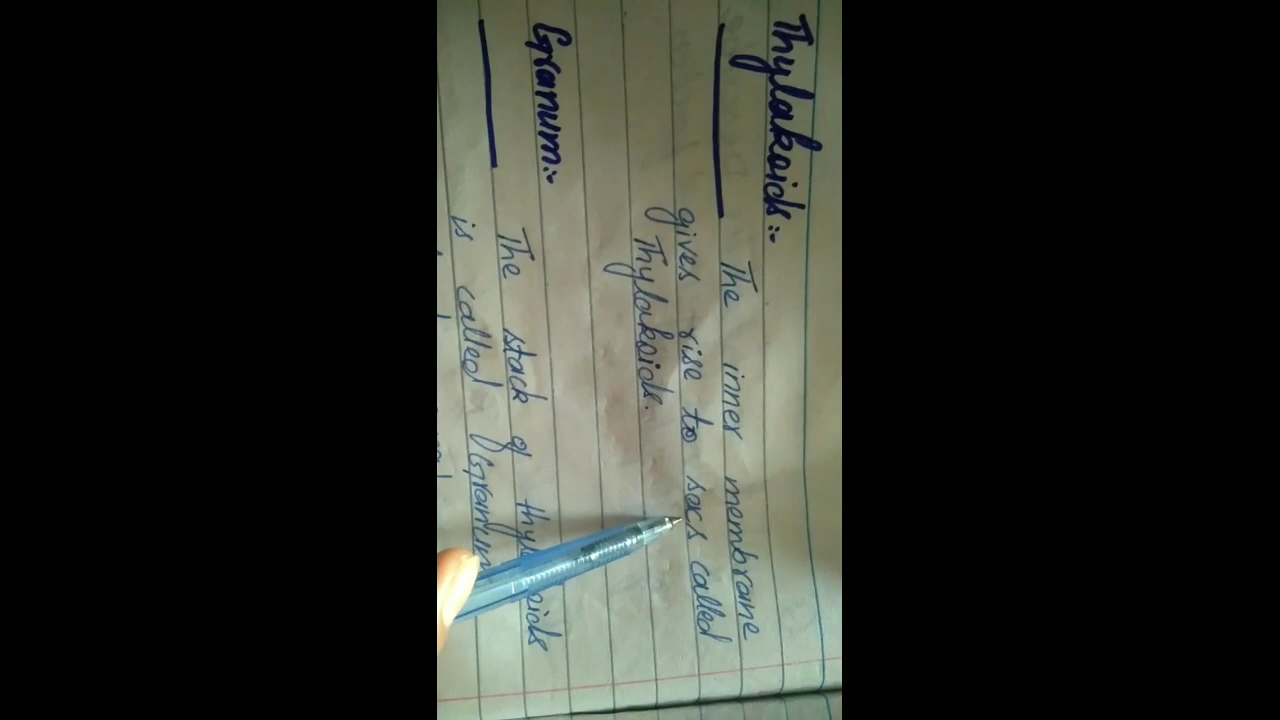 Thylakoids:-
The inner membrane
gives rise to sacs called
Thylakoids.
Granum:-
The stack of thylakoids
is called Granum